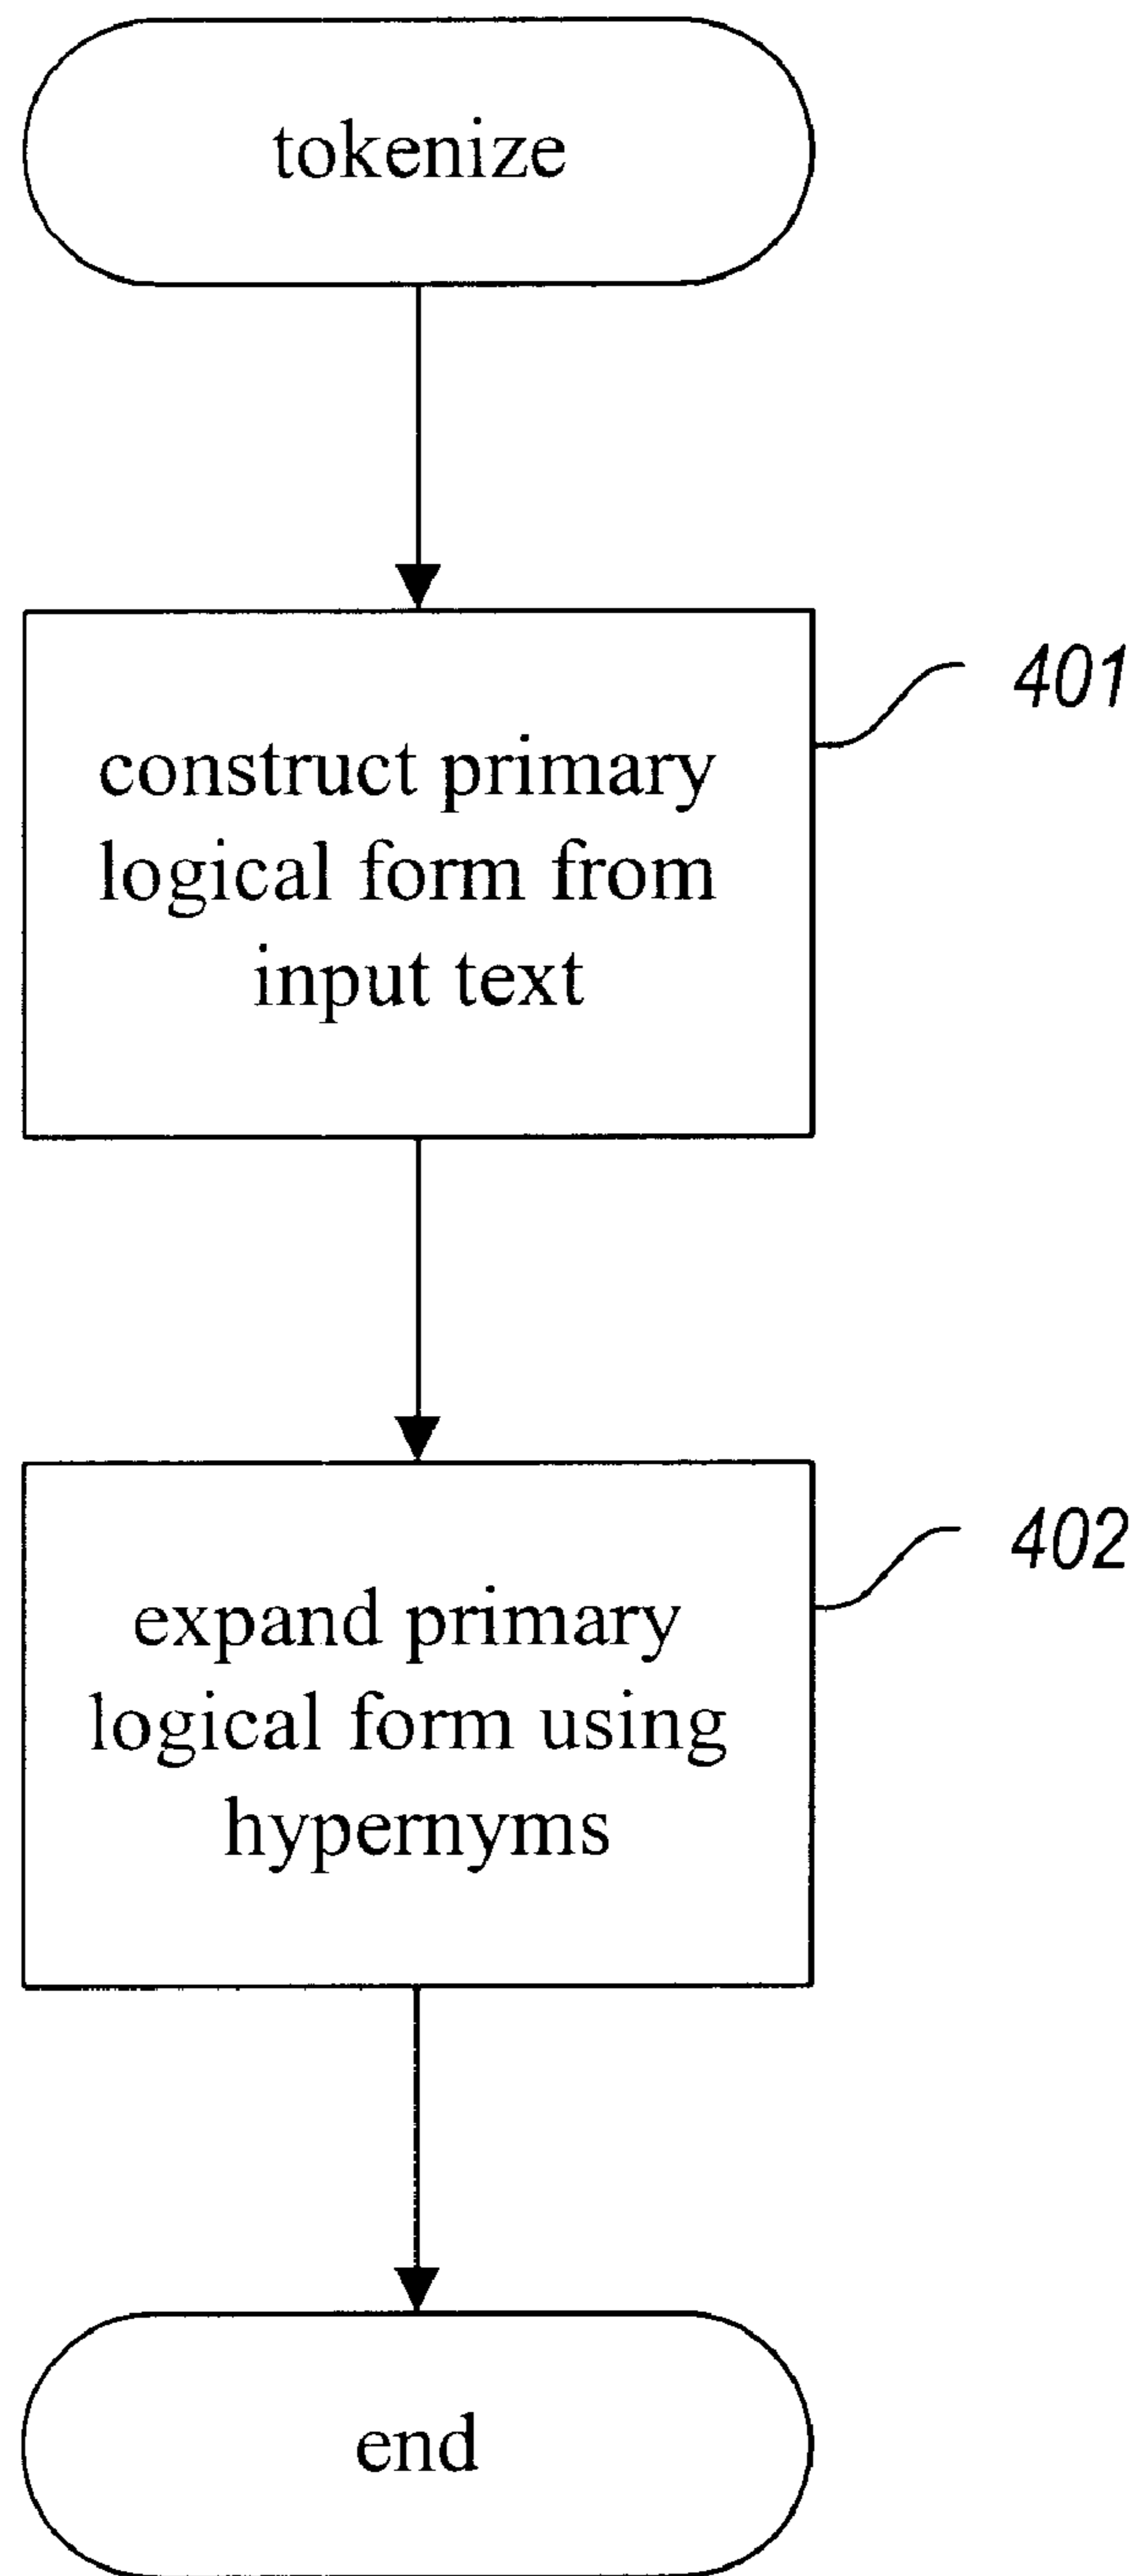 tokenize
401
construct primary
logical form from
input text
402
expand primary
logical form using
hypernyms
end